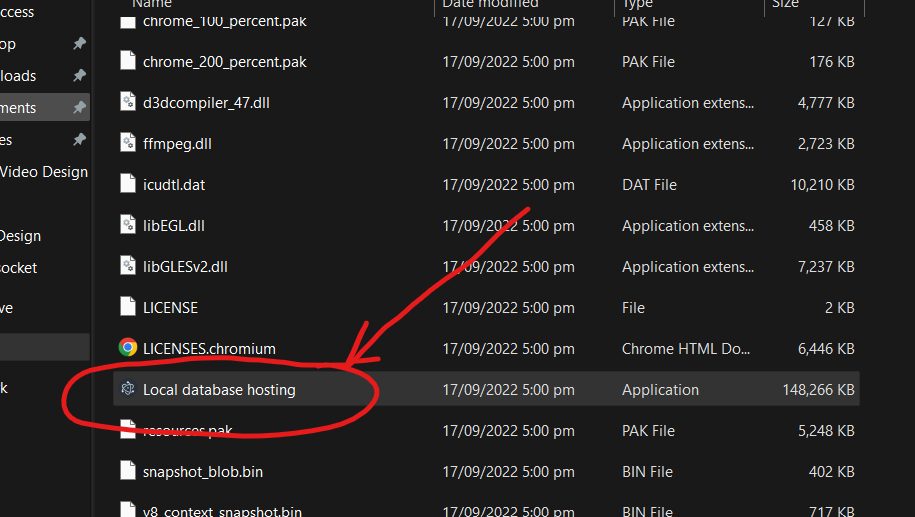 Name Date modified Type Size
ccess
chrome_100_percent.pak 17/09/2022 5:00 pm PAK File 127 KB
op
chrome_200_percent.pak 17/09/2022 5:00 pm PAK File 176 KB
loads
ments
d3dcompiler_47.dll 17/09/2022 5:00 pm Application extens... 4,777 KB
es
ffmpeg.dll 17/09/2022 5:00 pm Application extens... 2,723 KB
Video Design
icudtl.dat 17/09/2022 5:00 pm DAT File 10,210 KB
Design
libEGL.dll 17/09/2022 5:00 pm Application extens... 458 KB
ocket
libGLESv2.dll 17/09/2022 5:00 pm Application extens... 7,237 KB
ve
LICENSE 17/09/2022 5:00 pm File 2 KB
LICENSES.chromium 17/09/2022 5:00 pm Chrome HTML Do... 6,446 KB
k
Local database hosting 17/09/2022 5:00 pm Application 148,266 KB
resources.pak 17/09/2022 5:00 pm PAK File 5,248 KB
snapshot_blob.bin 17/09/2022 5:00 pm BIN File 402 KB
v8_context_snapshot.bin 17/09/2022 5:00 pm BIN File 717 KB